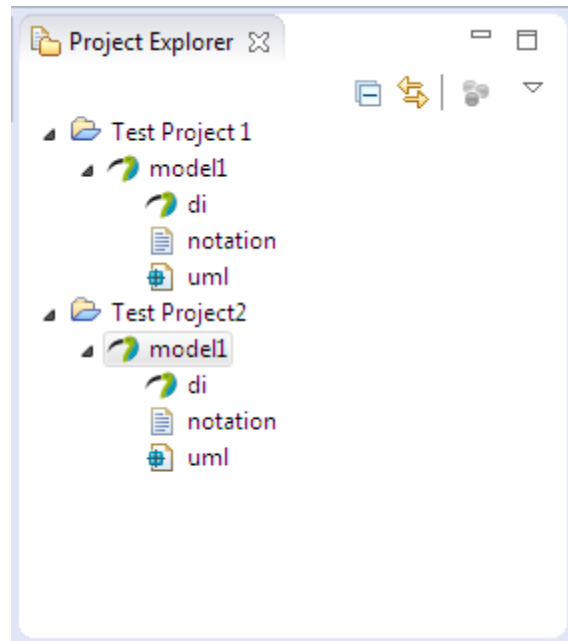 Project Explorer
Test Project 1
model1
di
notation
uml
Test Project2
model1
di
notation
uml